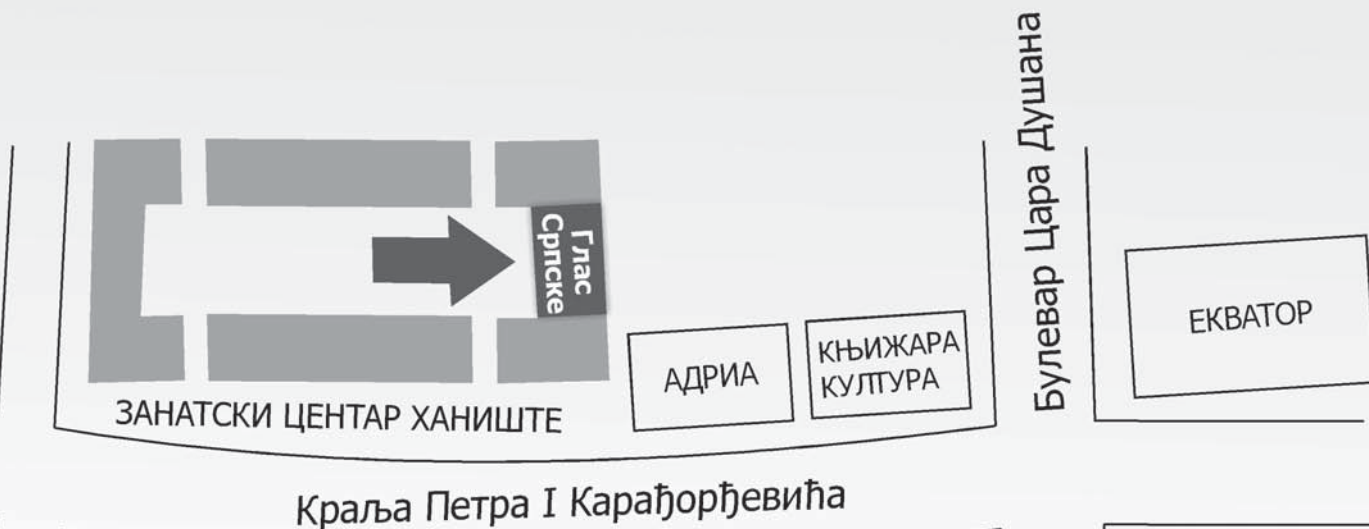 Булевар Цара Душана
Глас
Српске
ЕКВАТОР
АДРИА
КЊИЖАРА
КУЛТУРА
ЗАНАТСКИ ЦЕНТАР ХАНИШТЕ
Краља Петра I Карађорђевића